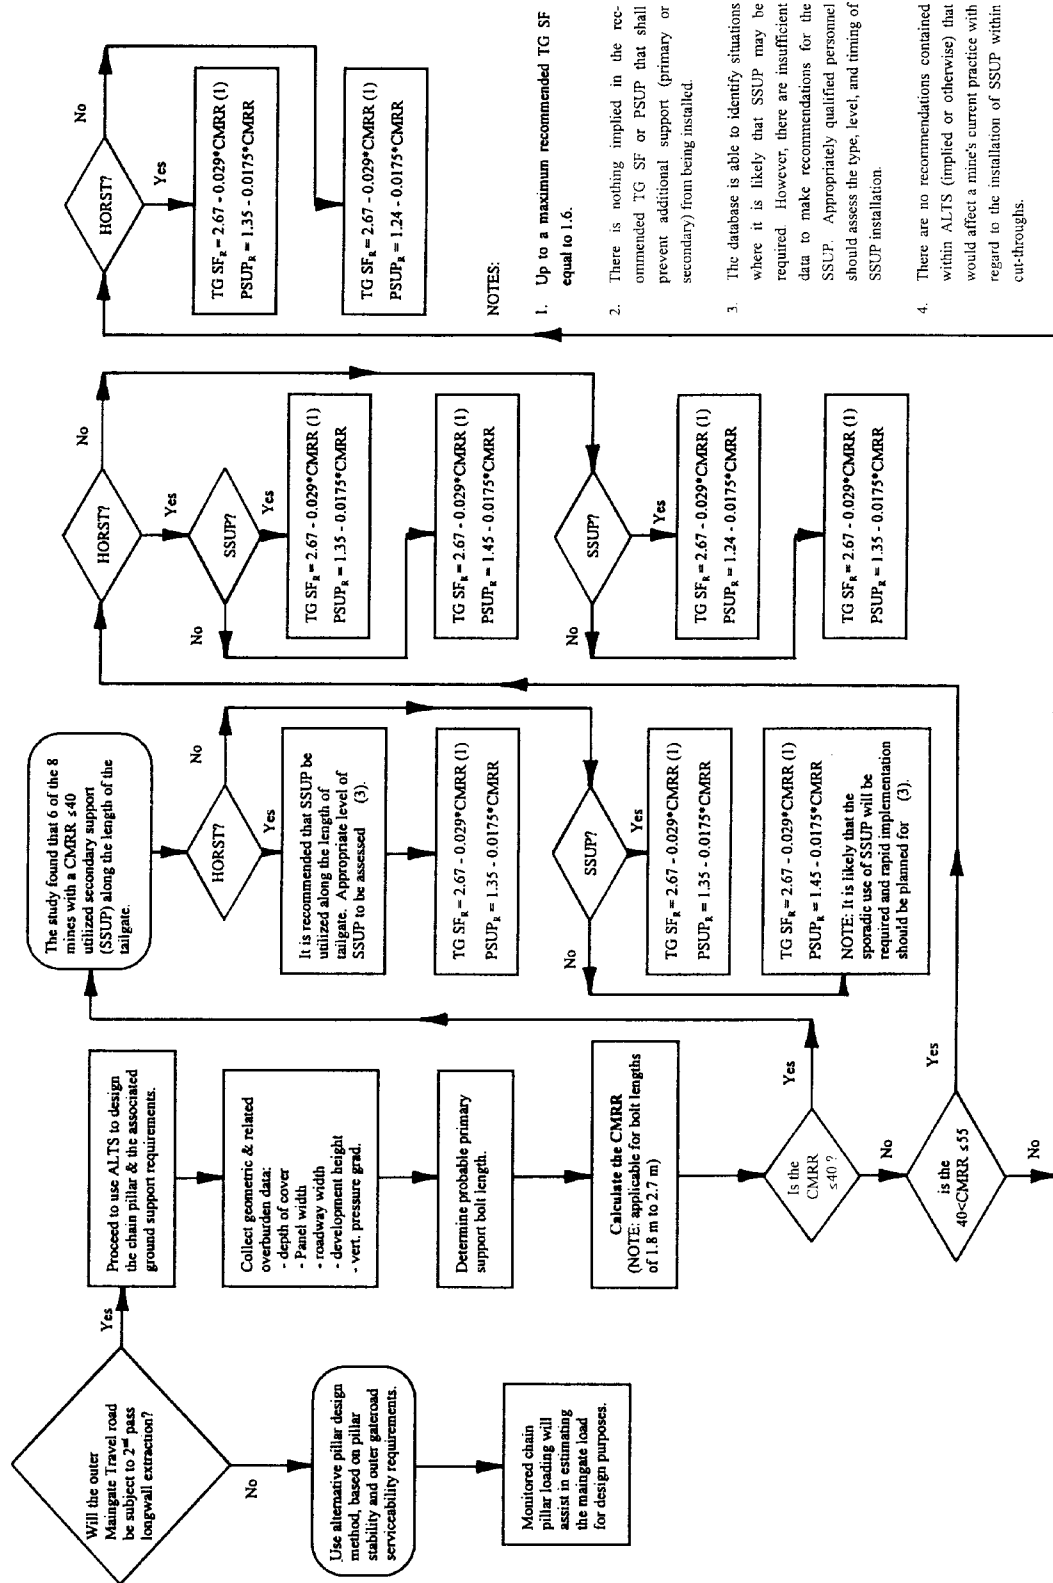 Will the outer
Maingate Travel road
be subject to 2nd pass
longwall extraction?
Yes
No
Use alternative pillar design
method, based on pillar
stability and outer gateroad
serviceability requirements.
Monitored chain
pillar loading will
assist in estimating
the maingate load
for design purposes.
Proceed to use ALTS to design
the chain pillar & the associated
ground support requirements.
Collect geometric & related
overburden data:
- depth of cover
- Panel width
- roadway width
- development height
- vert. pressure grad.
Determine probable primary
support bolt length.
Calculate the CMRR
(NOTE: applicable for bolt lengths
of 1.8 m to 2.7 m)
Is the
CMRR
≤40 ?
Yes
No
is the
40<CMRR ≤55
Yes
No
The study found that 6 of the 8
mines with a CMRR ≤40
utilized secondary support
(SSUP) along the length of the
tailgate.
HORST?
No
Yes
It is recommended that SSUP be
utilized along the length of
tailgate. Appropriate level of
SSUP to be assessed (3).
TG SFR = 2.67 - 0.029*CMRR (1)
PSUPR = 1.35 - 0.0175*CMRR
SSUP?
Yes
No
TG SFR = 2.67 - 0.029*CMRR (1)
PSUPR = 1.35 - 0.0175*CMRR
TG SFR = 2.67 - 0.029*CMRR (1)
PSUPR = 1.45 - 0.0175*CMRR
NOTE: It is likely that the
sporadic use of SSUP will be
required and rapid implementation
should be planned for (3).
HORST?
No
Yes
SSUP?
No
Yes
TG SFR = 2.67 - 0.029*CMRR (1)
PSUPR = 1.35 - 0.0175*CMRR
TG SFR = 2.67 - 0.029*CMRR (1)
PSUPR = 1.45 - 0.0175*CMRR
SSUP?
No
Yes
TG SFR = 2.67 - 0.029*CMRR (1)
PSUPR = 1.24 - 0.0175*CMRR
TG SFR = 2.67 - 0.029*CMRR (1)
PSUPR = 1.35 - 0.0175*CMRR
HORST?
No
Yes
TG SFR = 2.67 - 0.029*CMRR (1)
PSUPR = 1.35 - 0.0175*CMRR
TG SFR = 2.67 - 0.029*CMRR (1)
PSUPR = 1.24 - 0.0175*CMRR
NOTES:
1. Up to a maximum recommended TG SF
equal to 1.6.
2. There is nothing implied in the rec-
ommended TG SF or PSUP that shall
prevent additional support (primary or
secondary) from being installed.
3. The database is able to identify situations
where it is likely that SSUP may be
required However, there are insufficient
data to make recommendations for the
SSUP. Appropriately qualified personnel
should assess the type, level, and timing of
SSUP installation.
4. There are no recommendations contained
within ALTS (implied or otherwise) that
would affect a mine's current practice with
regard to the installation of SSUP within
cut-throughs.